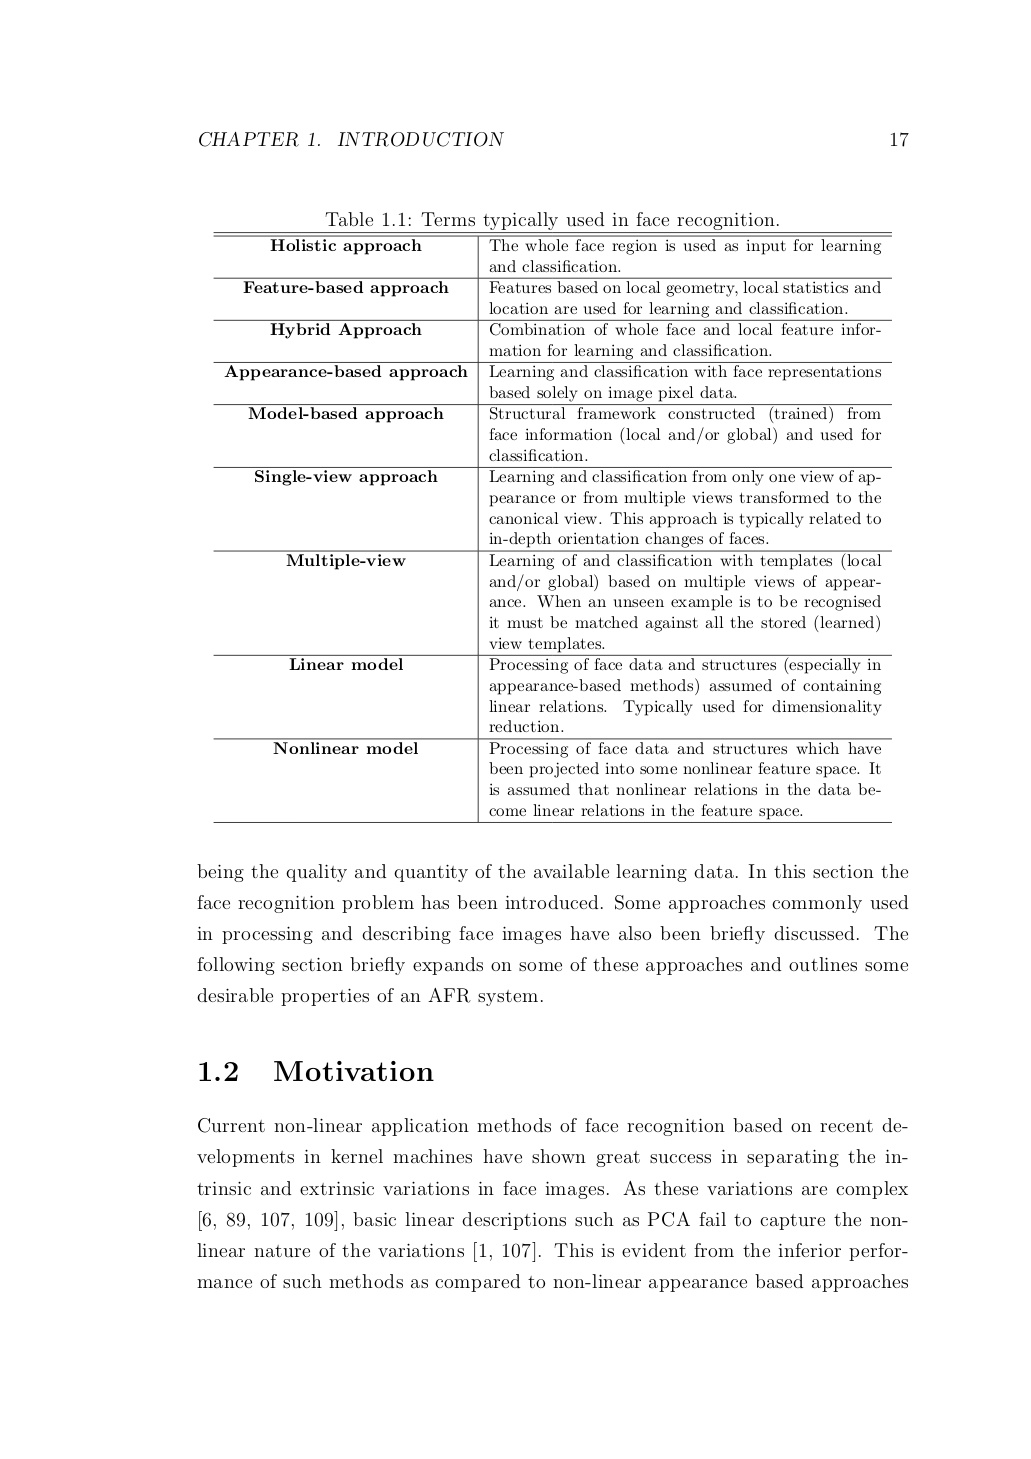 CHAPTER 1. INTRODUCTION 17
Table 1.1: Terms typically used in face recognition.
Holistic approach The whole face region is used as input for learning
and classification.
Feature-based approach Features based on local geometry, local statistics and
location are used for learning and classification.
Hybrid Approach Combination of whole face and local feature infor-
mation for learning and classification.
Appearance-based approach Learning and classification with face representations
based solely on image pixel data.
Model-based approach Structural framework constructed (trained) from
face information (local and/or global) and used for
classification.
Single-view approach Learning and classification from only one view of ap-
pearance or from multiple views transformed to the
canonical view. This approach is typically related to
in-depth orientation changes of faces.
Multiple-view Learning of and classification with templates (local
and/or global) based on multiple views of appear-
ance. When an unseen example is to be recognised
it must be matched against all the stored (learned)
view templates.
Linear model Processing of face data and structures (especially in
appearance-based methods) assumed of containing
linear relations. Typically used for dimensionality
reduction.
Nonlinear model Processing of face data and structures which have
been projected into some nonlinear feature space. It
is assumed that nonlinear relations in the data be-
come linear relations in the feature space.
being the quality and quantity of the available learning data. In this section the
face recognition problem has been introduced. Some approaches commonly used
in processing and describing face images have also been briefly discussed. The
following section briefly expands on some of these approaches and outlines some
desirable properties of an AFR system.
1.2 Motivation
Current non-linear application methods of face recognition based on recent de-
velopments in kernel machines have shown great success in separating the in-
trinsic and extrinsic variations in face images. As these variations are complex
[6, 89, 107, 109], basic linear descriptions such as PCA fail to capture the non-
linear nature of the variations [1, 107]. This is evident from the inferior perfor-
mance of such methods as compared to non-linear appearance based approaches